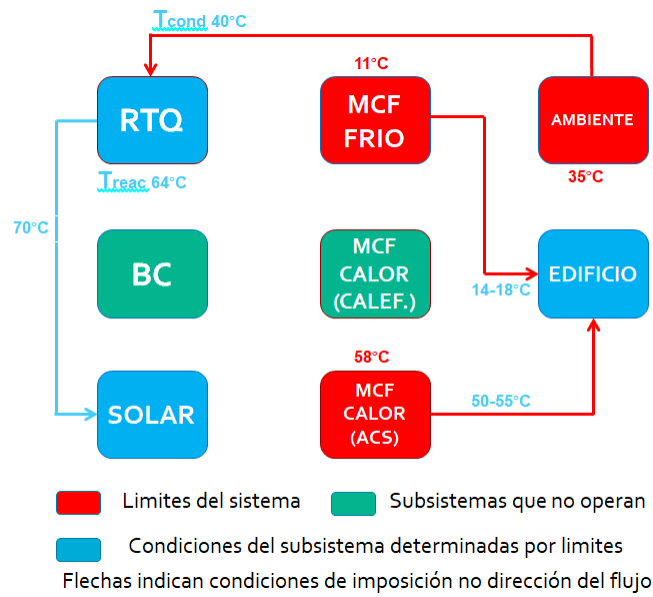 Tcond 40°C
11°C
RTQ
MCF
FRIO
AMBIENTE
Treac 64°C
35°C
70°C
BC
MCF
CALOR
(CALEF.)
EDIFICIO
14-18°C
58°C
SOLAR
MCF
CALOR
(ACS)
50-55°C
Limites del sistema
Subsistemas que no operan
Condiciones del subsistema determinadas por limites
Flechas indican condiciones de imposición no dirección del flujo